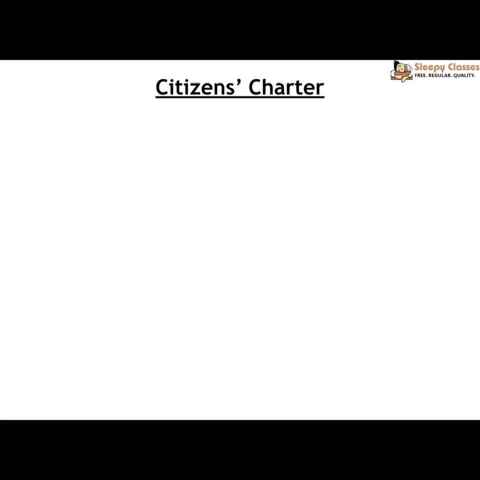 Sleepy Classes
FREE. REGULAR. QUALITY.
Citizens’ Charter